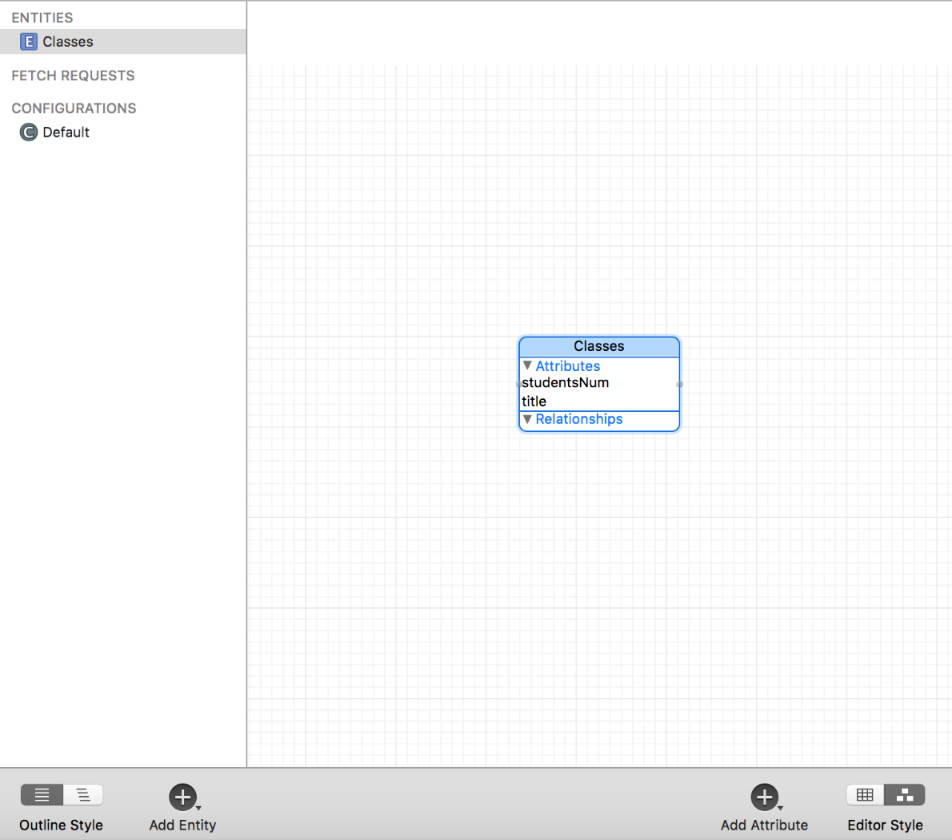 ENTITIES
E Classes
FETCH REQUESTS
CONFIGURATIONS
C Default
Classes
Attributes
studentsNum
title
Relationships
Outline Style
Add Entity
Add Attribute
Editor Style